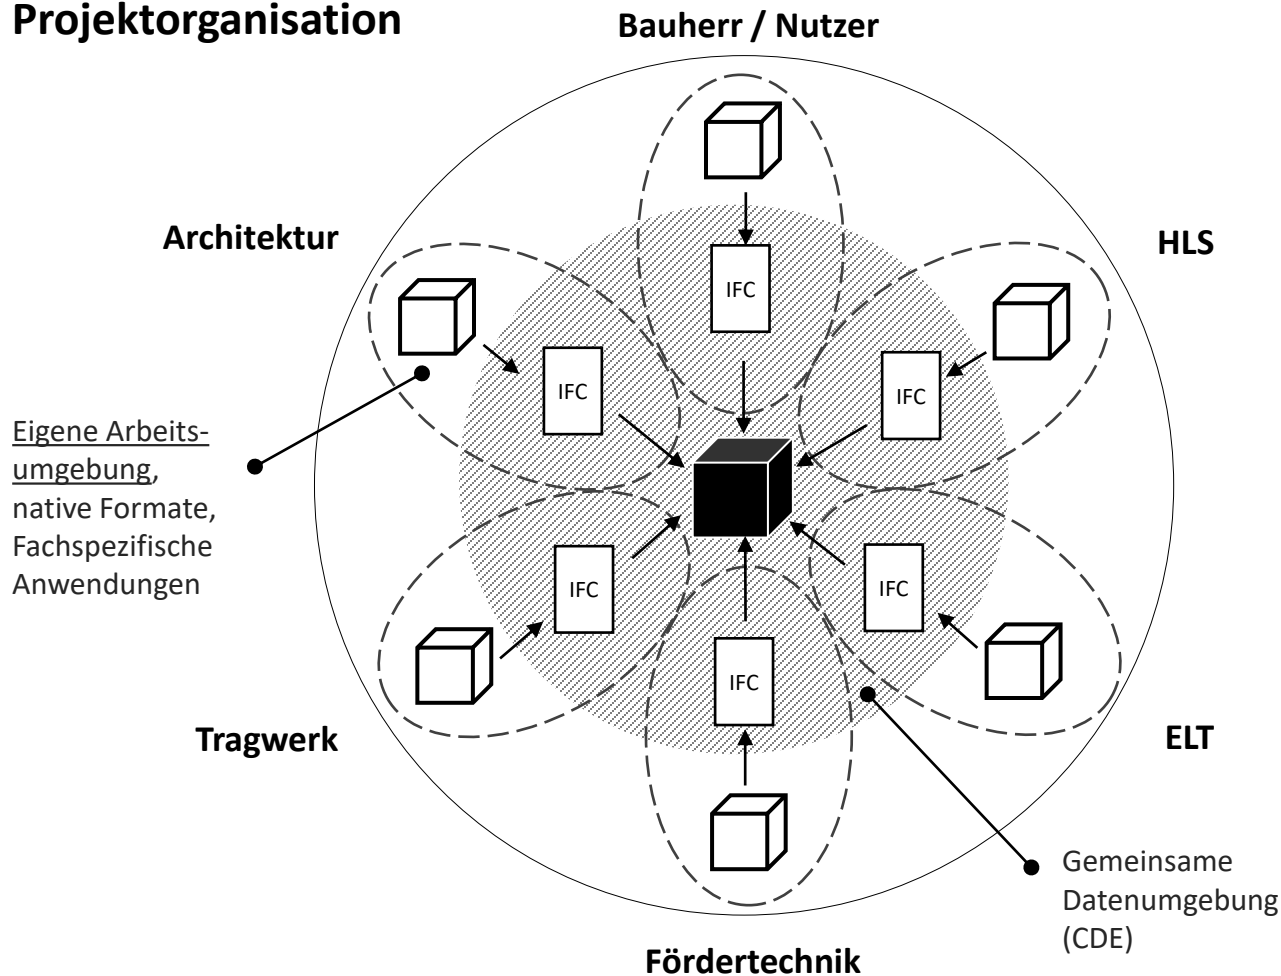 Projektorganisation
Bauherr / Nutzer
Architektur
HLS
IFC
IFC
IFC
Eigene Arbeits-
umgebung,
native Formate,
Fachspezifische
Anwendungen
IFC
IFC
IFC
Tragwerk
ELT
Gemeinsame
Datenumgebung
(CDE)
Fördertechnik